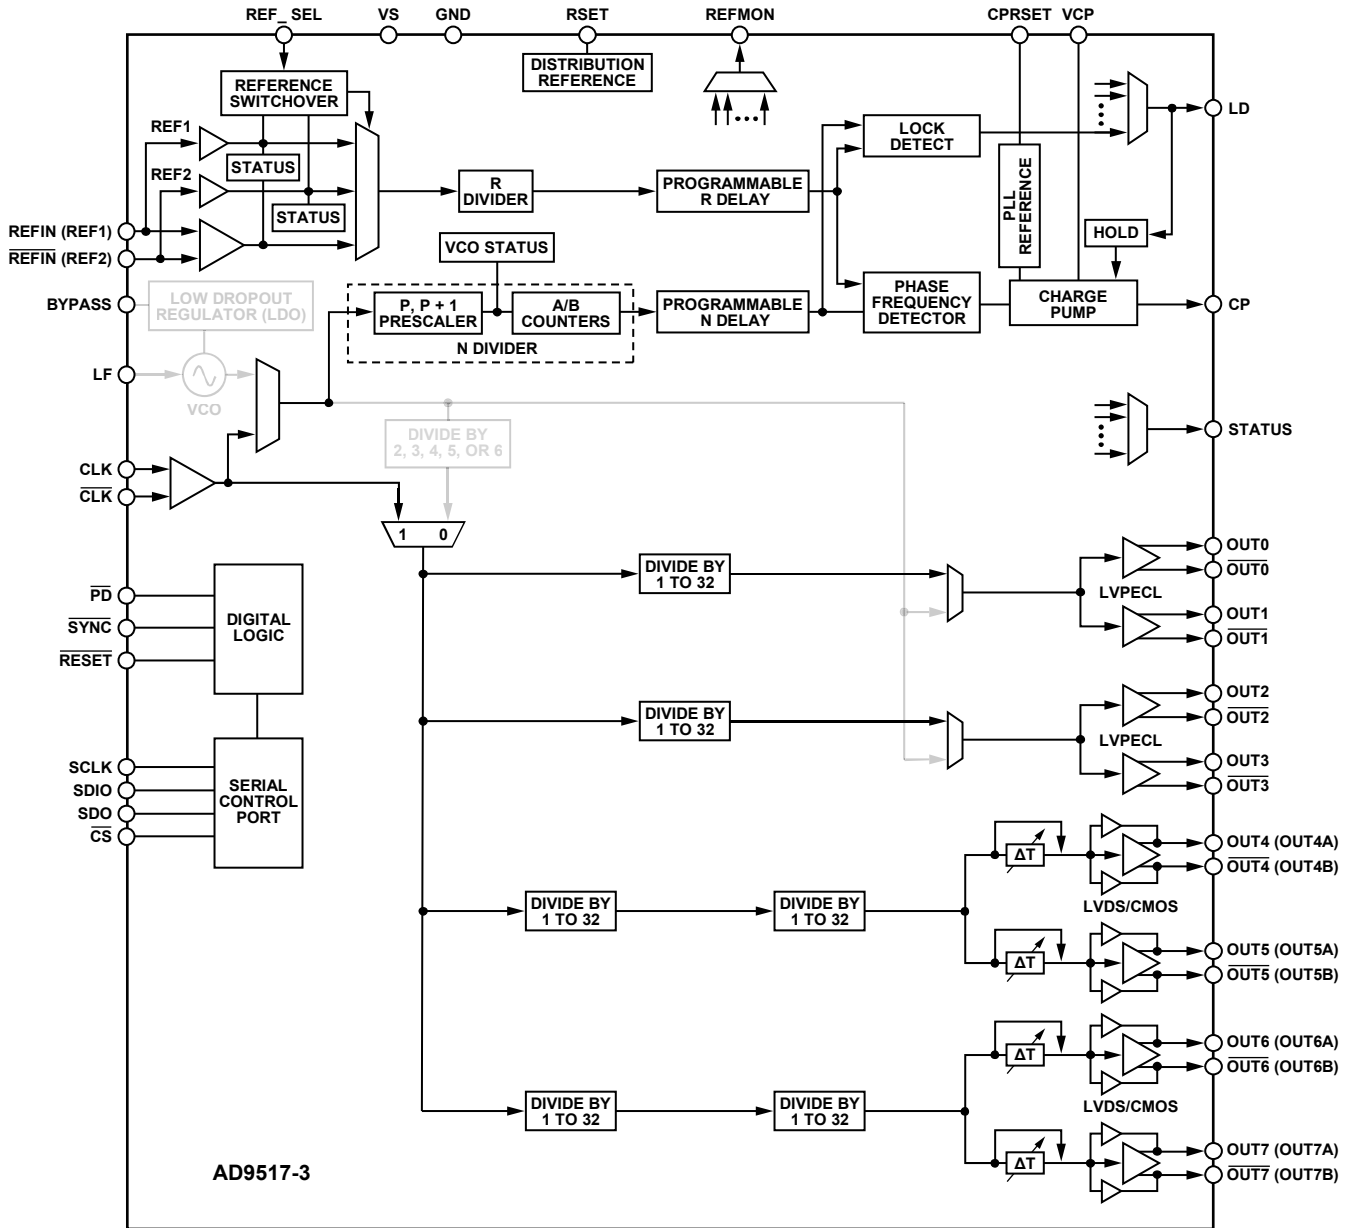 REF_ SEL VS GND RSET REFMON CPRSET VCP
DISTRIBUTION
REFERENCE
REFERENCE
SWITCHOVER
REF1
STATUS
REF2
STATUS
R
DIVIDER
PROGRAMMABLE
R DELAY
LOCK
DETECT
LD
PLL
REFERENCE
HOLD
REFIN (REF1)
REFIN (REF2)
VCO STATUS
BYPASS
LOW DROPOUT
REGULATOR (LDO)
P, P + 1
PRESCALER
A/B
COUNTERS
N DIVIDER
PROGRAMMABLE
N DELAY
PHASE
FREQUENCY
DETECTOR
CHARGE
PUMP
CP
LF
VCO
DIVIDE BY
2, 3, 4, 5, OR 6
STATUS
CLK
CLK
1 0
DIVIDE BY
1 TO 32
OUT0
OUT0
LVPECL
OUT1
OUT1
PD
SYNC
RESET
DIGITAL
LOGIC
DIVIDE BY
1 TO 32
OUT2
OUT2
LVPECL
OUT3
OUT3
SCLK
SDIO
SDO
CS
SERIAL
CONTROL
PORT
DIVIDE BY
1 TO 32
DIVIDE BY
1 TO 32
ΔT
OUT4 (OUT4A)
OUT4 (OUT4B)
LVDS/CMOS
ΔT
OUT5 (OUT5A)
OUT5 (OUT5B)
DIVIDE BY
1 TO 32
DIVIDE BY
1 TO 32
ΔT
OUT6 (OUT6A)
OUT6 (OUT6B)
LVDS/CMOS
ΔT
OUT7 (OUT7A)
OUT7 (OUT7B)
AD9517-3